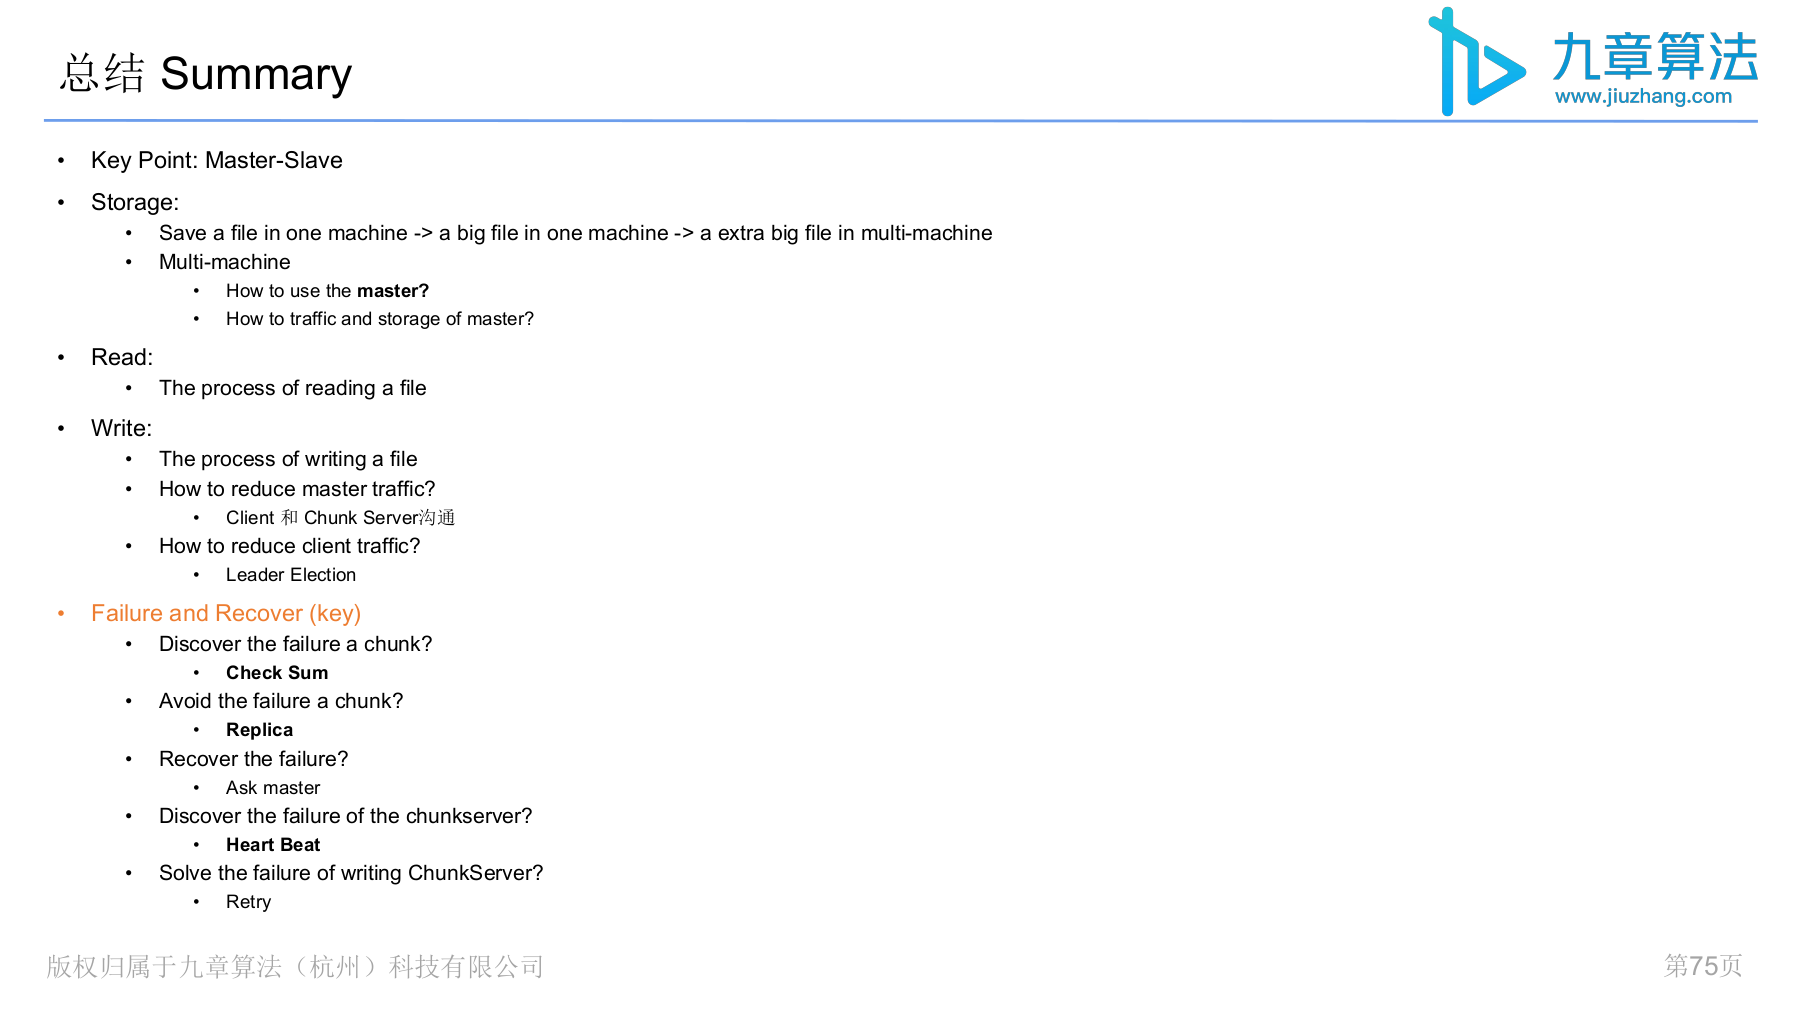 总结 Summary
九章算法
www.jiuzhang.com
• Key Point: Master-Slave
• Storage:
• Save a file in one machine -> a big file in one machine -> a extra big file in multi-machine
• Multi-machine
• How to use the master?
• How to traffic and storage of master?
• Read:
• The process of reading a file
• Write:
• The process of writing a file
• How to reduce master traffic?
• Client 和 Chunk Server沟通
• How to reduce client traffic?
• Leader Election
• Failure and Recover (key)
• Discover the failure a chunk?
• Check Sum
• Avoid the failure a chunk?
• Replica
• Recover the failure?
• Ask master
• Discover the failure of the chunkserver?
• Heart Beat
• Solve the failure of writing ChunkServer?
• Retry
版权归属于九章算法（杭州）科技有限公司
第75页